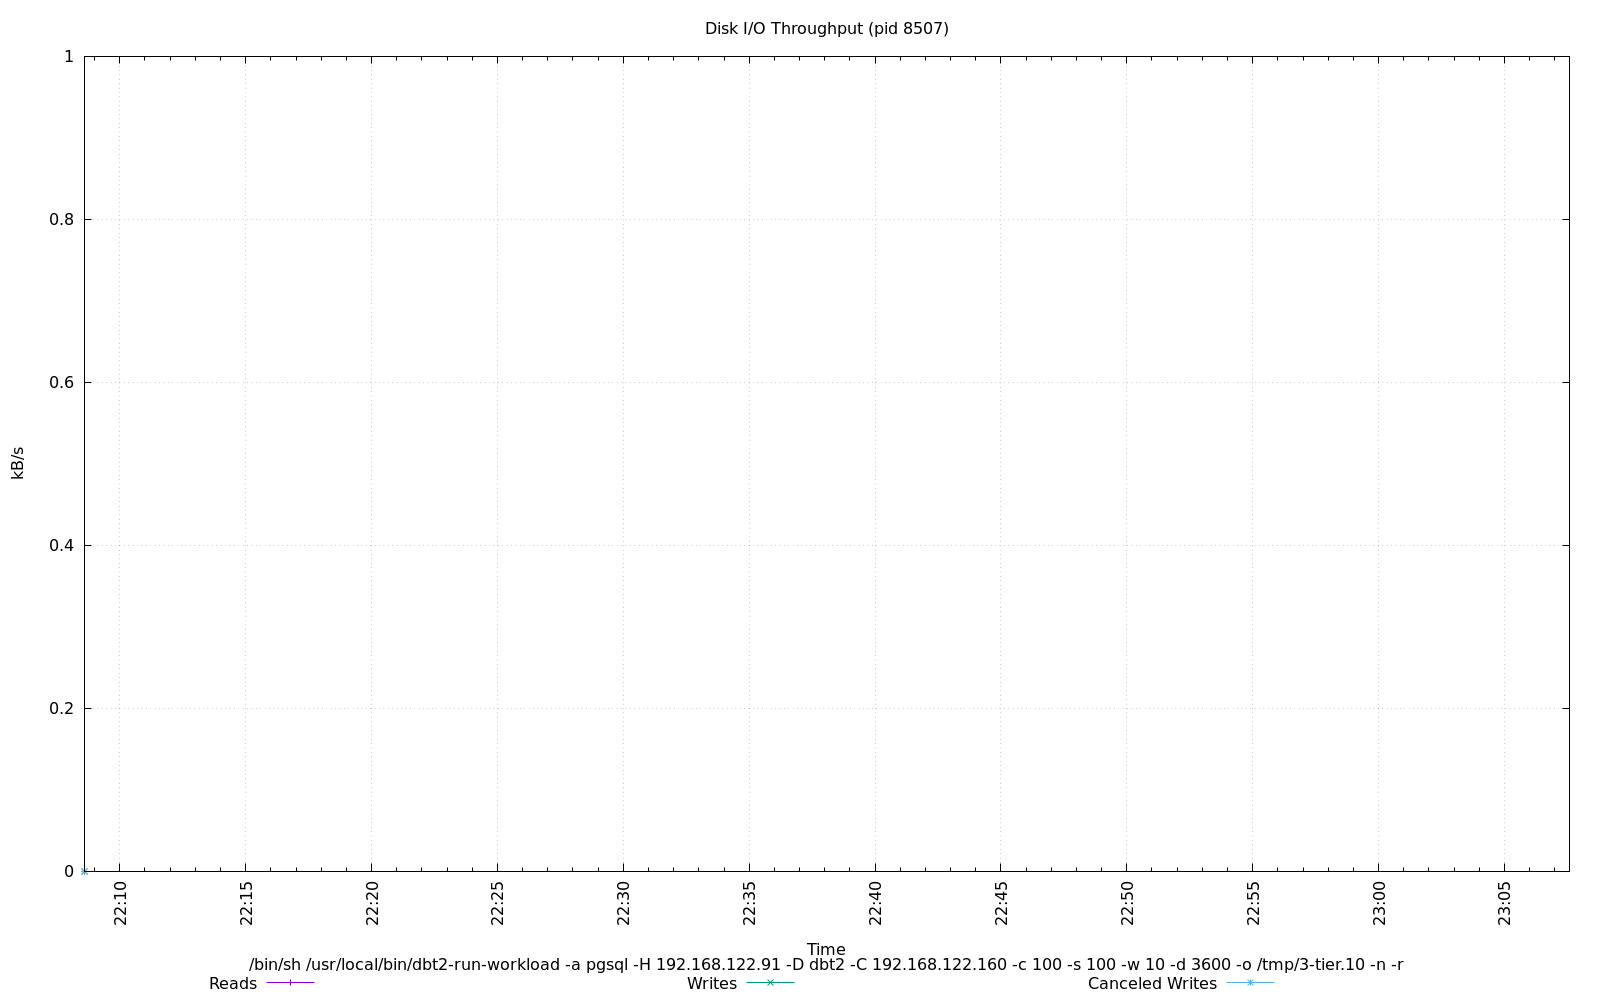 Disk I/O Throughput (pid 8507)
1
0.8
0.6
0.4
0.2
0
kB/s
22:10
22:15
22:20
22:25
22:30
22:35
22:40
22:45
22:50
22:55
23:00
23:05
Time
/bin/sh /usr/local/bin/dbt2-run-workload -a pgsql -H 192.168.122.91 -D dbt2 -C 192.168.122.160 -c 100 -s 100 -w 10 -d 3600 -o /tmp/3-tier.10 -n -r
Reads
Writes
Canceled Writes